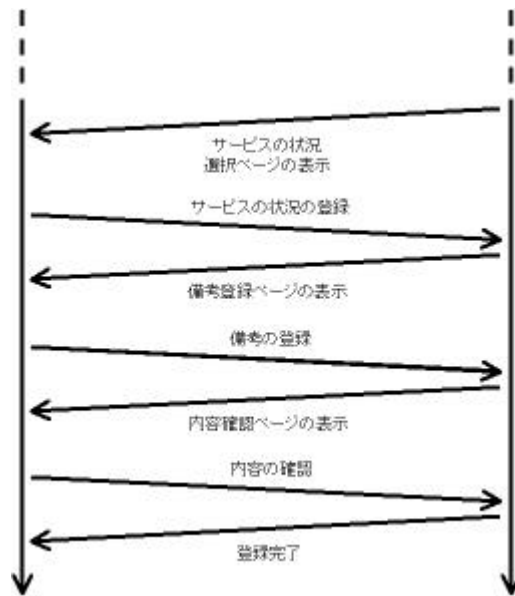 サービスの状況
選択ページの表示
サービスの状況の登録
備考登録ページの表示
備考の登録
内容確認ページの表示
内容の確認
登録完了